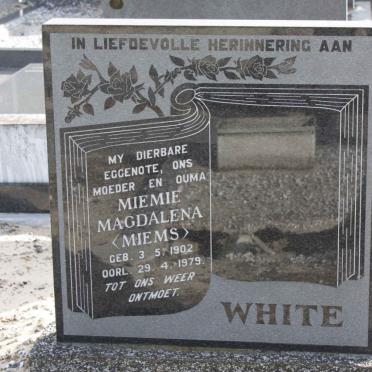 IN LIEFDEVOLLE HERINNERING AAN
MY DIERBARE
EGGENOTE, ONS
MOEDER EN OUMA
MIEMIE
MAGDALENA
<MIEMS>
GEB. 3. 5. 1902
OORL. 29. 4. 1979.
TOT ONS WEER
ONTMOET.
WHITE